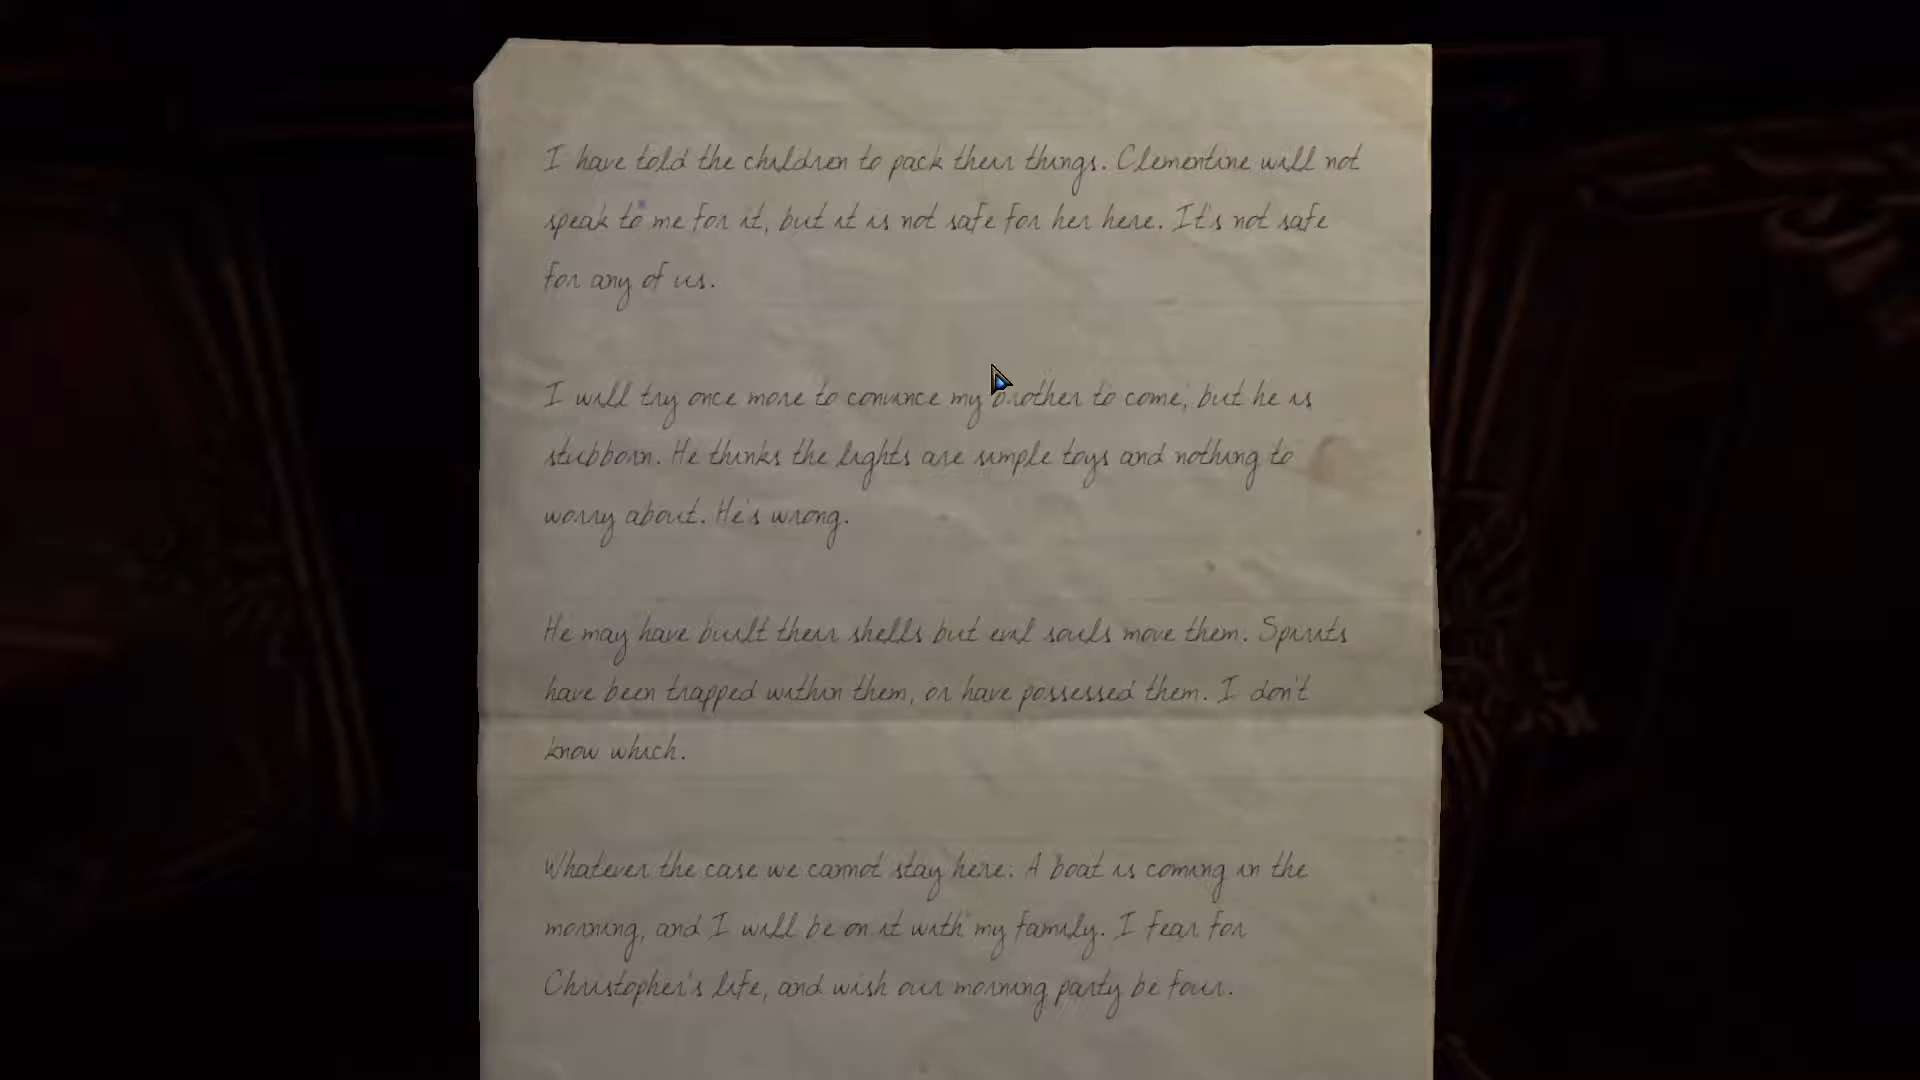 I have told the children to pack their things. Clementine will not
speak to me for it, but it is not safe for her here. It's not safe
for any of us.
I will try once more to convince my brother to come, but he is
stubborn. He thinks the lights are simple toys and nothing to
worry about. He's wrong.
He may have built their shells but evil souls move them. Spirits
have been trapped within them, or have possessed them. I don't
know which.
Whatever the case we cannot stay here. A boat is coming in the
morning, and I will be on it with my family. I fear for
Christopher's life, and wish our morning party be four.